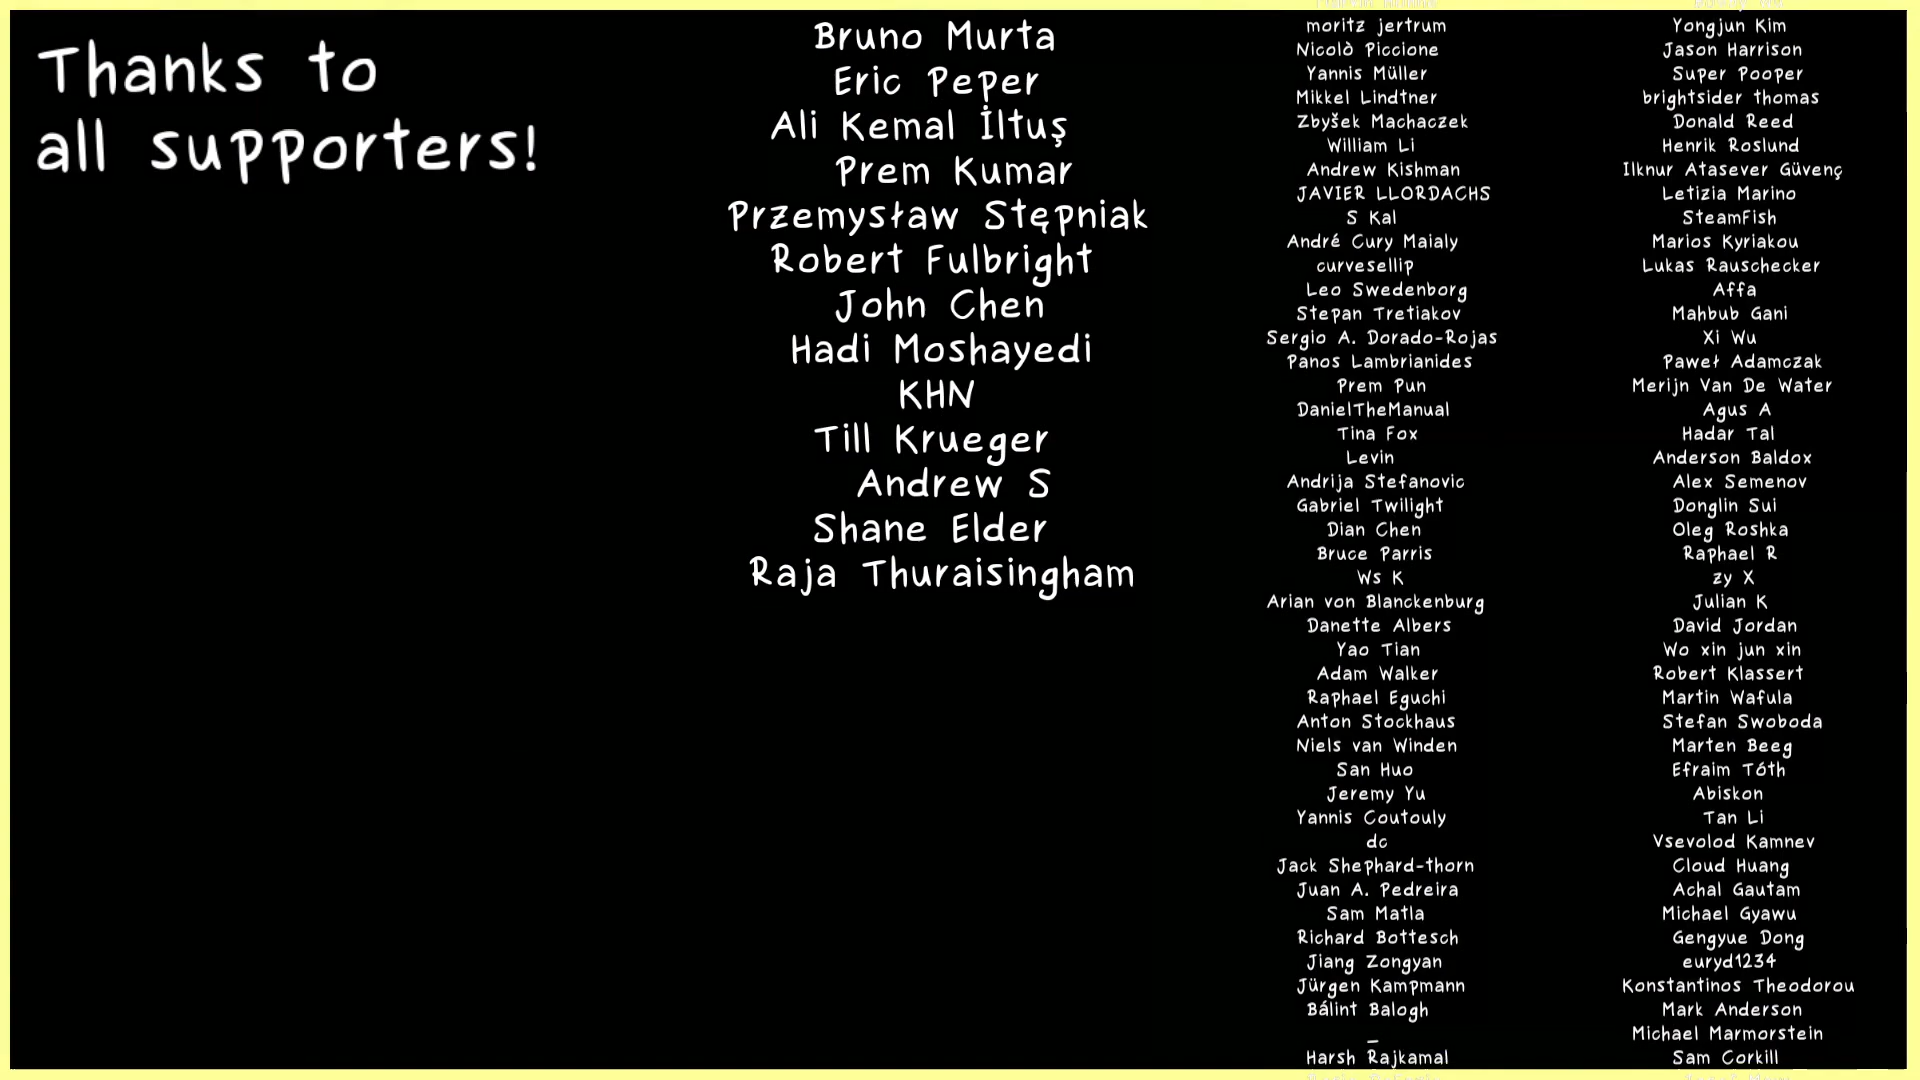 Thanks to
all supporters!
Bruno Murta
Eric Peper
Ali Kemal İltuş
Prem Kumar
Przemysław Stępniak
Robert Fulbright
John Chen
Hadi Moshayedi
KHN
Till Krueger
Andrew S
Shane Elder
Raja Thuraisingham
moritz jertrum
Nicolò Piccione
Yannis Müller
Mikkel Lindtner
Zbyšek Machaczek
William Li
Andrew Kishman
JAVIER LLORDACHS
S Kal
André Cury Maialy
curvesellip
Leo Swedenborg
Stepan Tretiakov
Sergio A. Dorado-Rojas
Panos Lambrianides
Prem Pun
DanielTheManual
Tina Fox
Levin
Andrija Stefanovic
Gabriel Twilight
Dian Chen
Bruce Parris
Ws K
Arian von Blanckenburg
Danette Albers
Yao Tian
Adam Walker
Raphael Eguchi
Anton Stockhaus
Niels van Winden
San Huo
Jeremy Yu
Yannis Coutouly
dc
Jack Shephard-thorn
Juan A. Pedreira
Sam Matla
Richard Bottesch
Jiang Zongyan
Jürgen Kampmann
Bálint Balogh
_
Harsh Rajkamal
Yongjun Kim
Jason Harrison
Super Pooper
brightsider thomas
Donald Reed
Henrik Roslund
Ilknur Atasever Güvenç
Letizia Marino
SteamFish
Marios Kyriakou
Lukas Rauschecker
Affa
Mahbub Gani
Xi Wu
Paweł Adamczak
Merijn Van De Water
Agus A
Hadar Tal
Anderson Baldox
Alex Semenov
Donglin Sui
Oleg Roshka
Raphael R
zy X
Julian K
David Jordan
Wo xin jun xin
Robert Klassert
Martin Wafula
Stefan Swoboda
Marten Beeg
Efraim Tóth
Abiskon
Tan Li
Vsevolod Kamnev
Cloud Huang
Achal Gautam
Michael Gyawu
Gengyue Dong
euryd1234
Konstantinos Theodorou
Mark Anderson
Michael Marmorstein
Sam Corkill